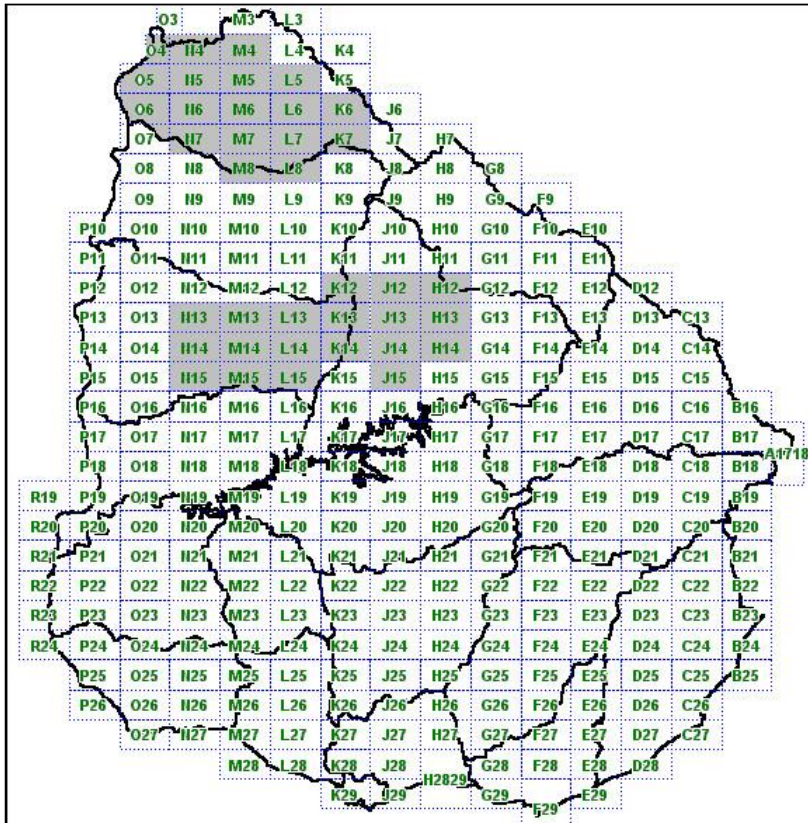 O3 M3 L3
O4 N4 M4 L4 K4
O5 N5 M5 L5 K5
O6 N6 M6 L6 K6 J6
O7 N7 M7 L7 K7 J7 H7
O8 N8 M8 L8 K8 J8 H8 G8
O9 N9 M9 L9 K9 J9 H9 G9 F9
P10 O10 N10 M10 L10 K10 J10 H10 G10 F10 E10
P11 O11 N11 M11 L11 K11 J11 H11 G11 F11 E11
P12 O12 N12 M12 L12 K12 J12 H12 G12 F12 E12 D12
P13 O13 N13 M13 L13 K13 J13 H13 G13 F13 E13 D13 C13
P14 O14 N14 M14 L14 K14 J14 H14 G14 F14 E14 D14 C14
P15 O15 N15 M15 L15 K15 J15 H15 G15 F15 E15 D15 C15
P16 O16 N16 M16 L16 K16 J16 H16 G16 F16 E16 D16 C16 B16
P17 O17 N17 M17 L17 K17 J17 H17 G17 F17 E17 D17 C17 B17
A1718
P18 O18 N18 M18 L18 K18 J18 H18 G18 F18 E18 D18 C18 B18
R19 P19 O19 N19 M19 L19 K19 J19 H19 G19 F19 E19 D19 C19 B19
R20 P20 O20 N20 M20 L20 K20 J20 H20 G20 F20 E20 D20 C20 B20
R21 P21 O21 N21 M21 L21 K21 J21 H21 G21 F21 E21 D21 C21 B21
R22 P22 O22 N22 M22 L22 K22 J22 H22 G22 F22 E22 D22 C22 B22
R23 P23 O23 N23 M23 L23 K23 J23 H23 G23 F23 E23 D23 C23 B23
R24 P24 O24 N24 M24 L24 K24 J24 H24 G24 F24 E24 D24 C24 B24
P25 O25 N25 M25 L25 K25 J25 H25 G25 F25 E25 D25 C25 B25
P26 O26 N26 M26 L26 K26 J26 H26 G26 F26 E26 D26 C26
O27 N27 M27 L27 K27 J27 H27 G27 F27 E27 D27 C27
M28 L28 K28 J28 G28 F28 E28 D28
H2829
K29 J29 G29 E29
F29